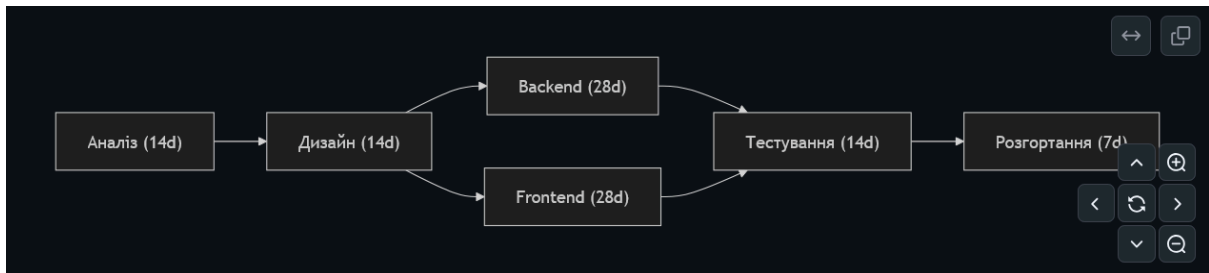 Аналіз (14d)
Дизайн (14d)
Backend (28d)
Frontend (28d)
Тестування (14d)
Розгортання (7d)